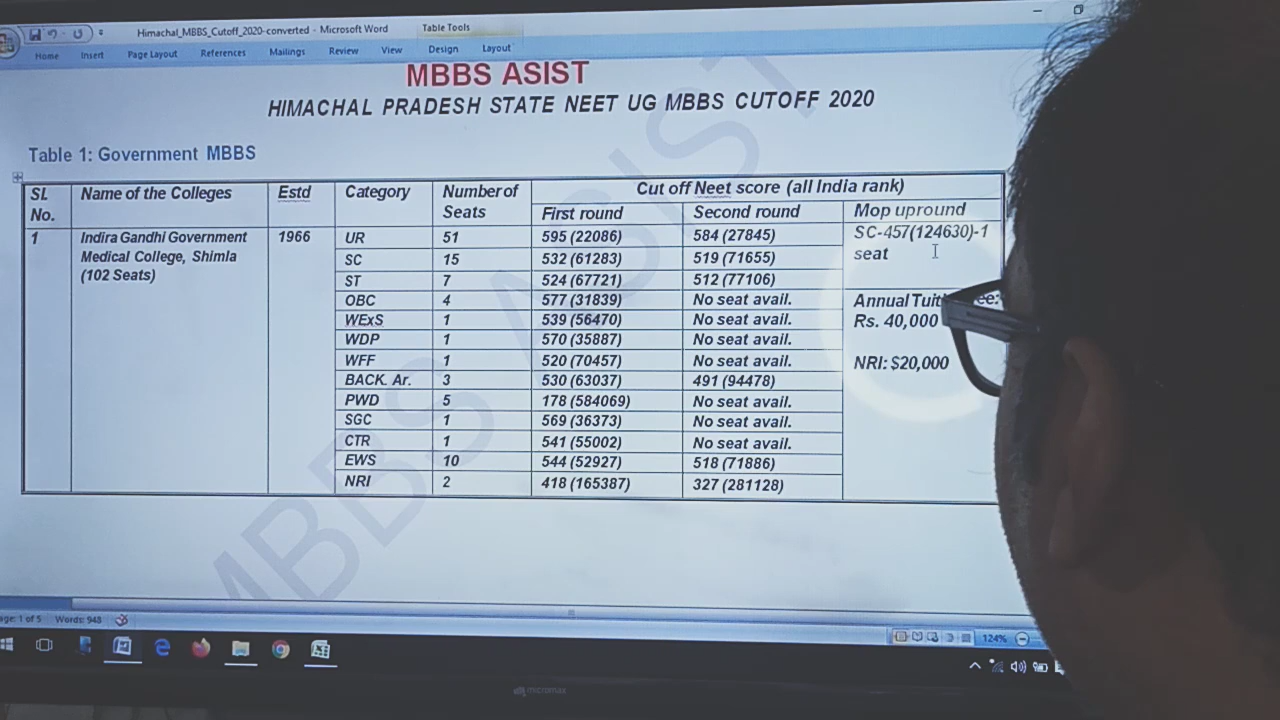 Himachal_MBBS_Cutoff_2020-converted - Microsoft Word Table Tools
Home Insert Page Layout References Mailings Review View Design Layout
MBBS ASIST
HIMACHAL PRADESH STATE NEET UG MBBS CUTOFF 2020
Table 1: Government MBBS
SL No. Name of the Colleges Estd Category Number of Seats Cut off Neet score (all India rank)
First round Second round Mop upround
1 Indira Gandhi Government Medical College, Shimla (102 Seats) 1966 UR 51 595 (22086) 584 (27845) SC-457(124630)-1 seat
SC 15 532 (61283) 519 (71655)
ST 7 524 (67721) 512 (77106)
OBC 4 577 (31839) No seat avail. Annual
WExS 1 539 (56470) No seat avail. Rs. 40,000
WDP 1 570 (35887) No seat avail.
WFF 1 520 (70457) No seat avail. NRI: $20,000
BACK. Ar. 3 530 (63037) 491 (94478)
PWD 5 178 (584069) No seat avail.
SGC 1 569 (36373) No seat avail.
CTR 1 541 (55002) No seat avail.
EWS 10 544 (52927) 518 (71886)
NRI 2 418 (165387) 327 (281128)
MBBS ASIST
1 of 5 Words: 948 124%
micromax